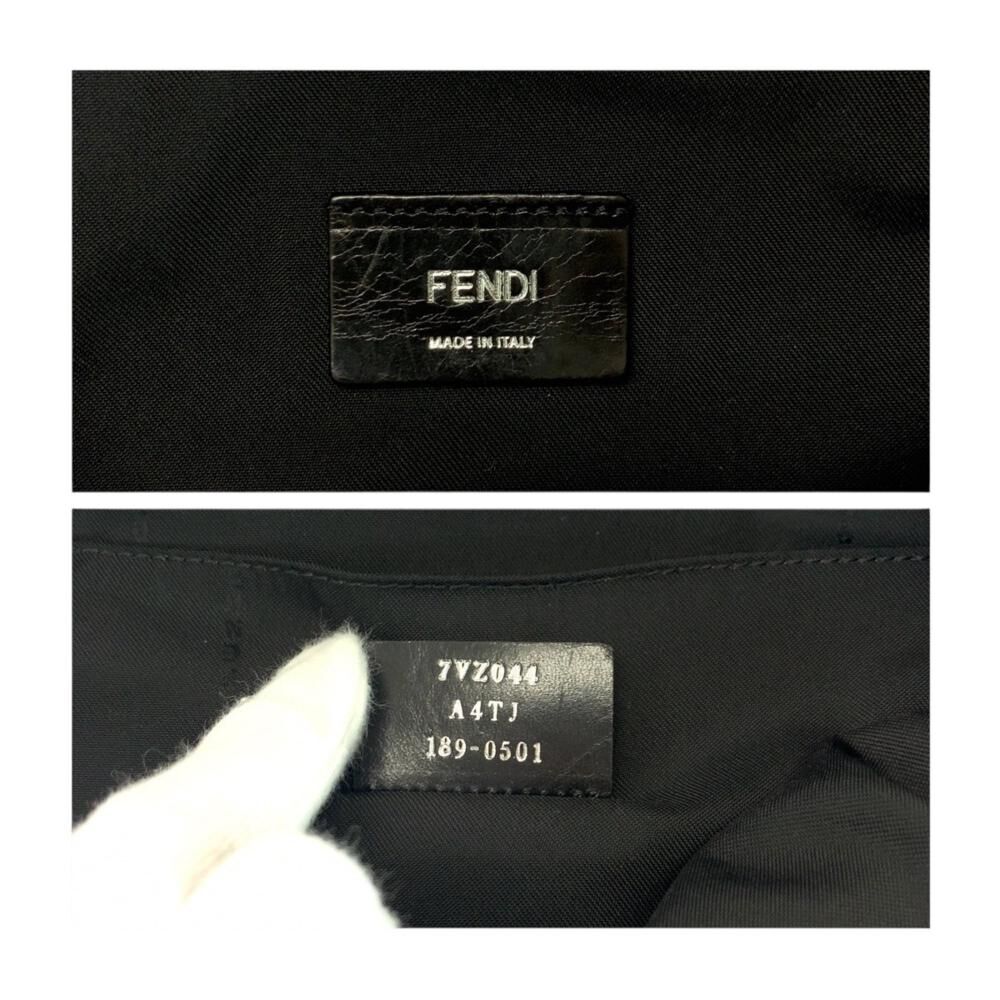 FENDI
MADE IN ITALY
7VZ044
A4TJ
189-0501